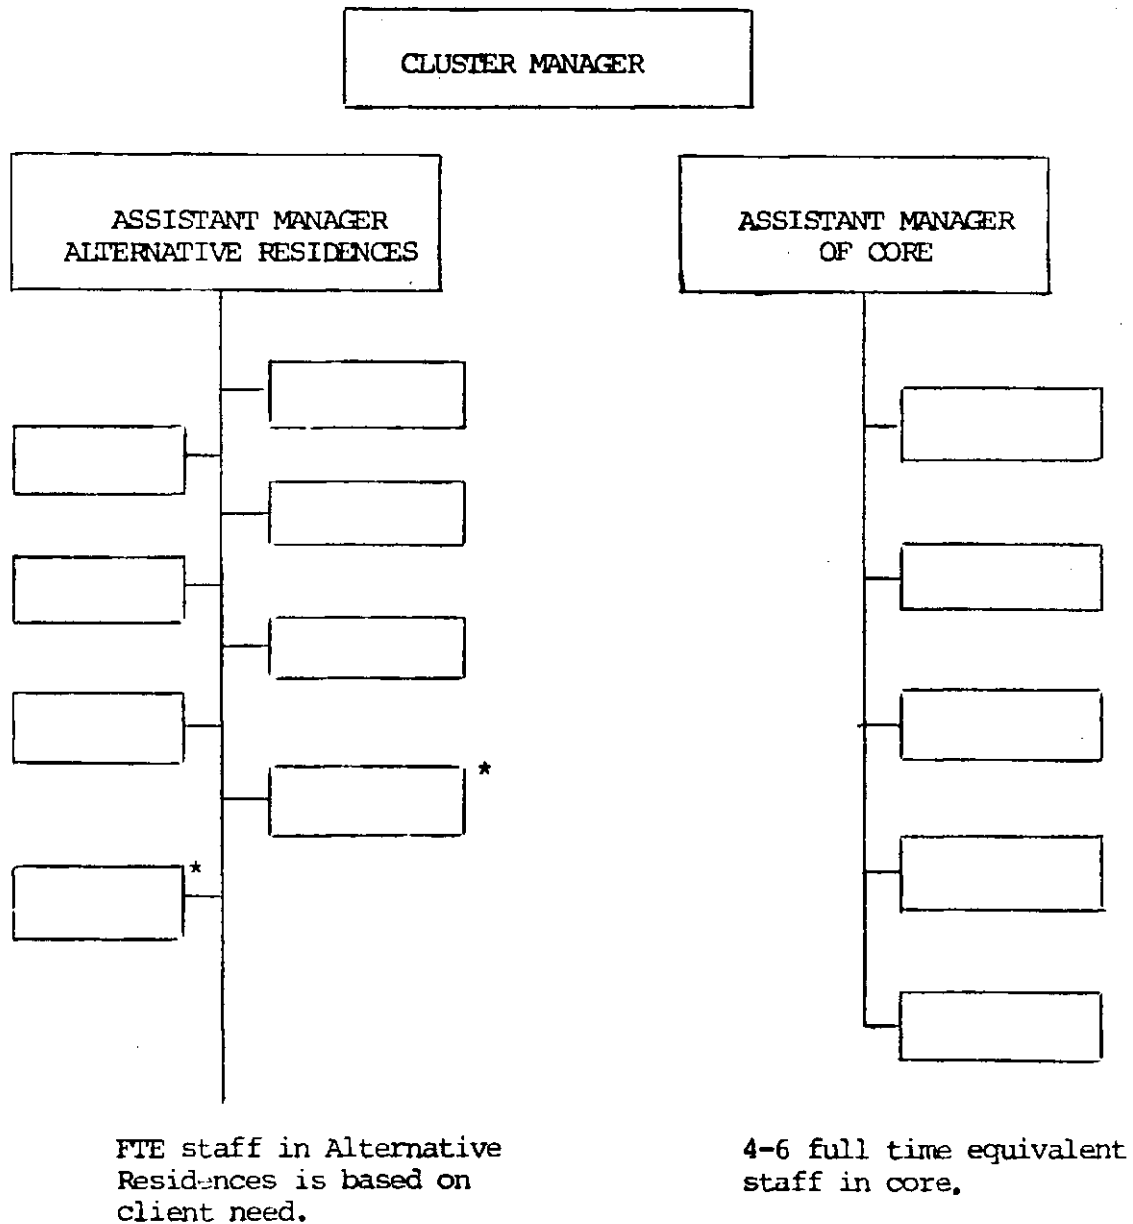 CLUSTER MANAGER
ASSISTANT MANAGER
ALTERNATIVE RESIDENCES
ASSISTANT MANAGER
OF CORE
*
*
FTE staff in Alternative
Residences is based on
client need.
4-6 full time equivalent
staff in core.